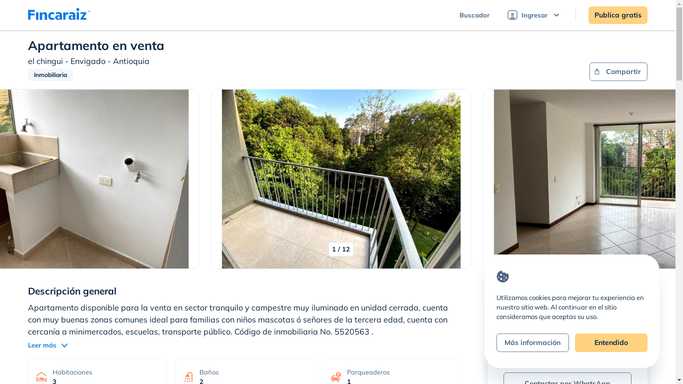 Fincaraiz
Buscador
Ingresar
Publica gratis
Apartamento en venta
el chingui - Envigado - Antioquia
Inmobiliaria
Compartir
1 / 12
Descripción general
Apartamento disponible para la venta en sector tranquilo y campestre muy iluminado en unidad cerrada, cuenta
con muy buenas zonas comunes ideal para familias con niños mascotas ó señores de la tercera edad, cuenta con
cercanía a minimercados, escuelas, transporte público. Código de inmobiliaria No. 5520563 .
Leer más
Habitaciones
3
Baños
2
Parqueaderos
1
Utilizamos cookies para mejorar tu experiencia en
nuestro sitio web. Al continuar en el sitio
consideramos que aceptas su uso.
Más información
Entendido
Contactar por WhatsApp